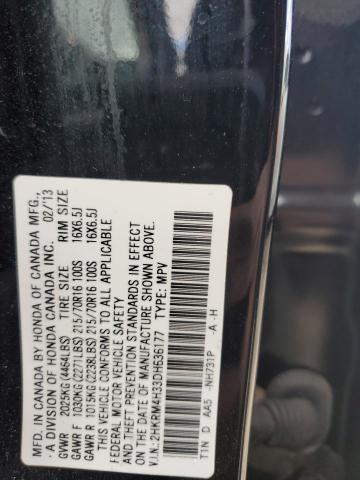 MFD. IN CANADA BY HONDA OF CANADA MFG.,
A DIVISION OF HONDA CANADA INC. 02/13
GVWR 2025KG (4464LBS) TIRE SIZE RIM SIZE
GAWR F 1030KG (2271LBS) 215/70R16 100S 16X6.5J
GAWR R 1015KG (2238LBS) 215/70R16 100S 16X6.5J
THIS VEHICLE CONFORMS TO ALL APPLICABLE
FEDERAL MOTOR VEHICLE SAFETY
AND THEFT PREVENTION STANDARDS IN EFFECT
ON THE DATE OF MANUFACTURE SHOWN ABOVE.
V.I.N.: 2HKRM4H33DH636177 TYPE: MPV
T1N D AA5 NH731P -A -H